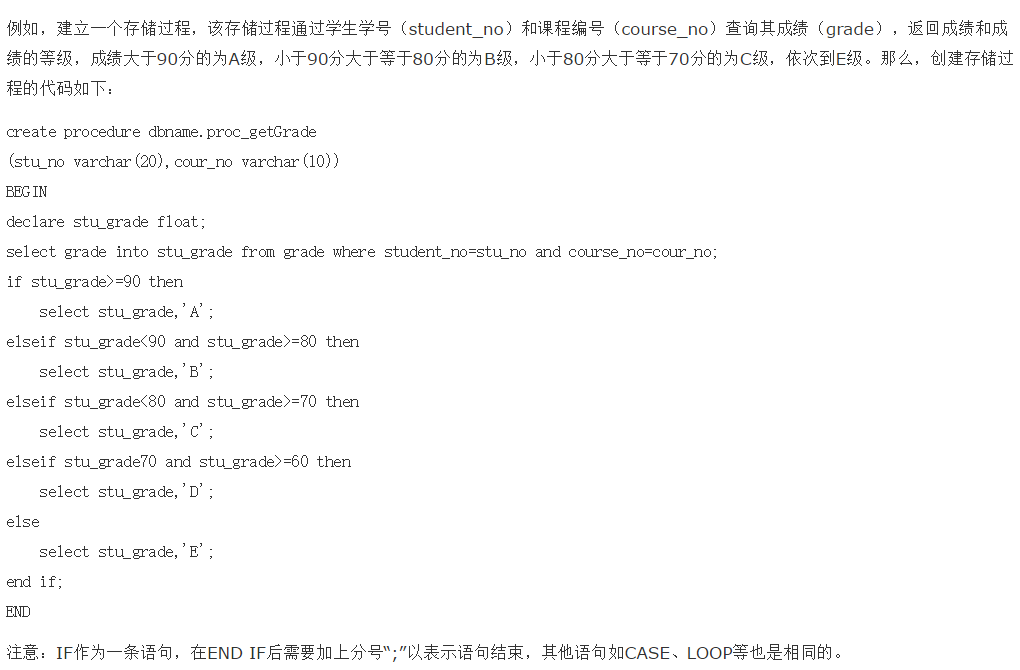 例如，建立一个存储过程，该存储过程通过学生学号（student_no）和课程编号（course_no）查询其成绩（grade），返回成绩和成
绩的等级，成绩大于90分的为A级，小于90分大于等于80分的为B级，小于80分大于等于70分的为C级，依次到E级。那么，创建存储过
程的代码如下：
create procedure dbname.proc_getGrade
(stu_no varchar(20),cour_no varchar(10))
BEGIN
declare stu_grade float;
select grade into stu_grade from grade where student_no=stu_no and course_no=cour_no;
if stu_grade>=90 then
    select stu_grade,'A';
elseif stu_grade<90 and stu_grade>=80 then
    select stu_grade,'B';
elseif stu_grade<80 and stu_grade>=70 then
    select stu_grade,'C';
elseif stu_grade70 and stu_grade>=60 then
    select stu_grade,'D';
else
    select stu_grade,'E';
end if;
END
注意：IF作为一条语句，在END IF后需要加上分号“;”以表示语句结束，其他语句如CASE、LOOP等也是相同的。